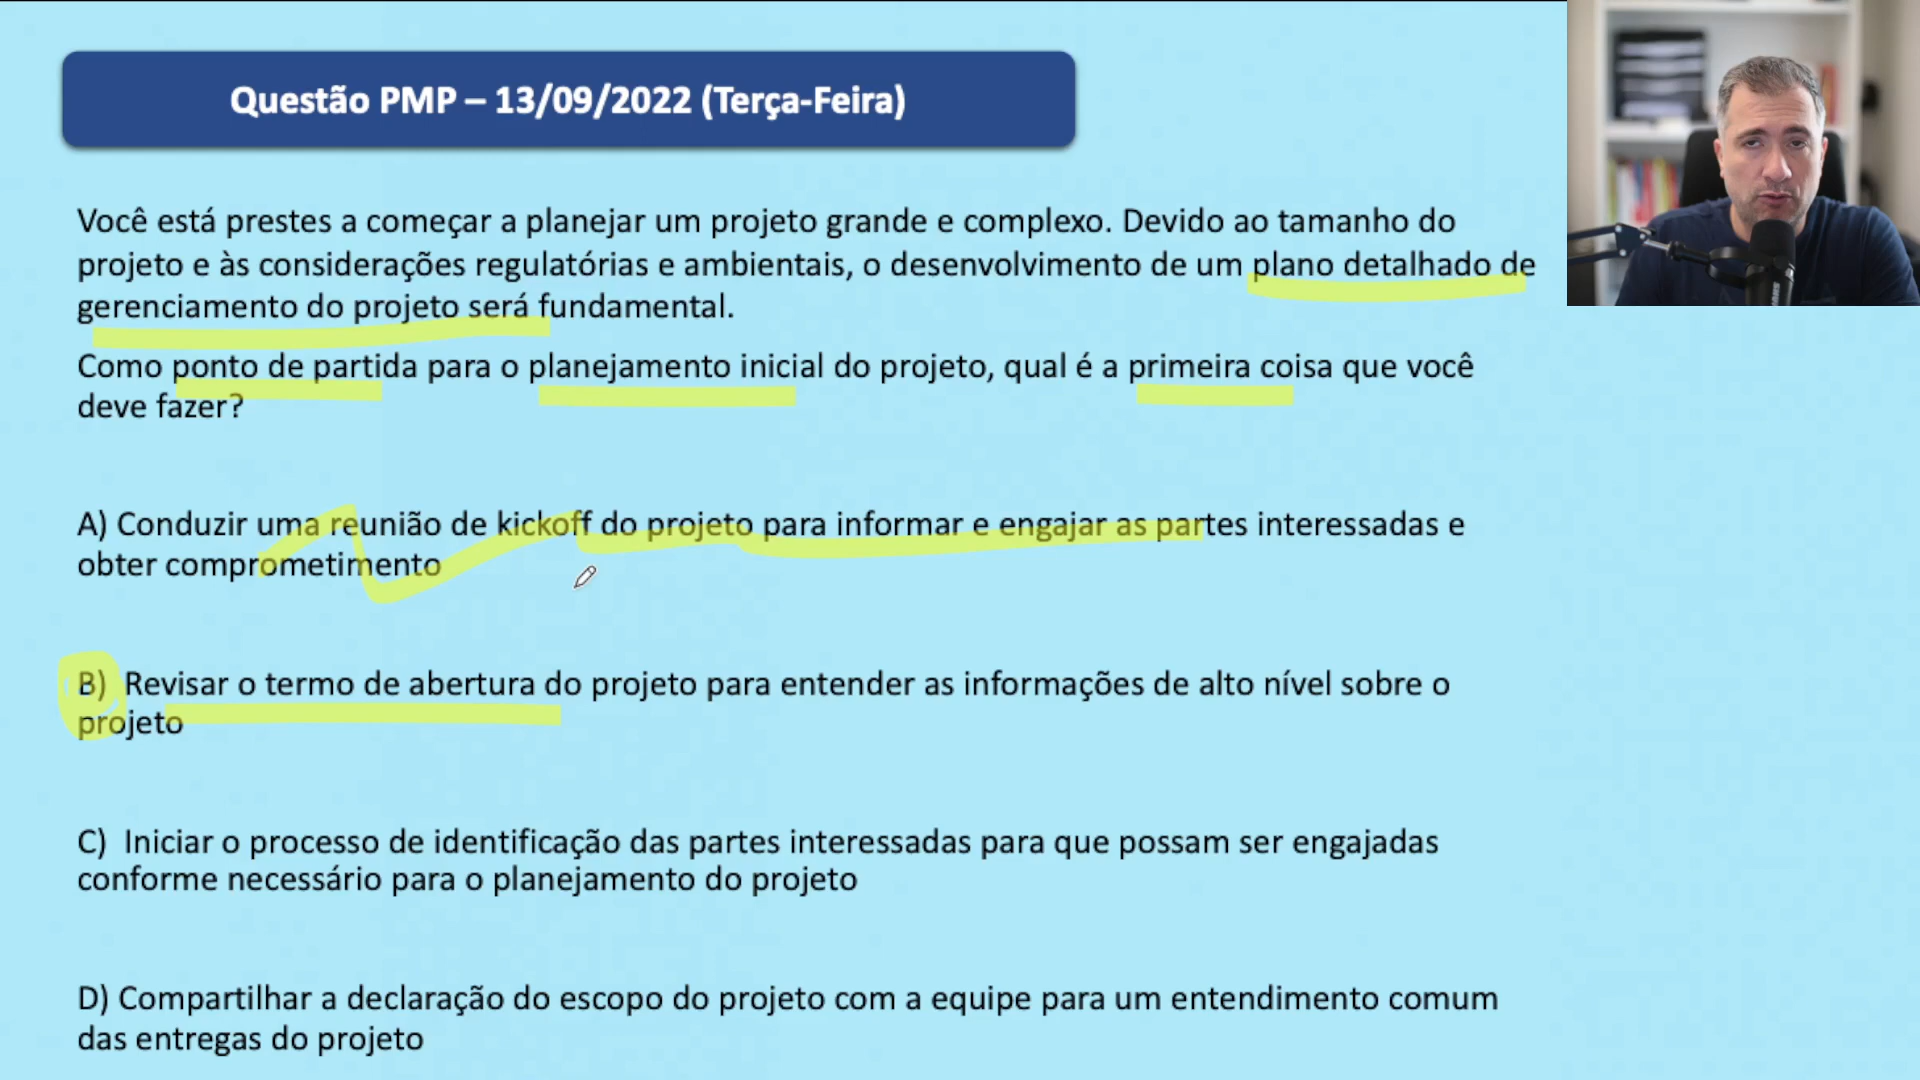 Questão PMP – 13/09/2022 (Terça-Feira)
Você está prestes a começar a planejar um projeto grande e complexo. Devido ao tamanho do
projeto e às considerações regulatórias e ambientais, o desenvolvimento de um plano detalhado de
gerenciamento do projeto será fundamental.
Como ponto de partida para o planejamento inicial do projeto, qual é a primeira coisa que você
deve fazer?
A) Conduzir uma reunião de kickoff do projeto para informar e engajar as partes interessadas e
obter comprometimento
B) Revisar o termo de abertura do projeto para entender as informações de alto nível sobre o
projeto
C) Iniciar o processo de identificação das partes interessadas para que possam ser engajadas
conforme necessário para o planejamento do projeto
D) Compartilhar a declaração do escopo do projeto com a equipe para um entendimento comum
das entregas do projeto